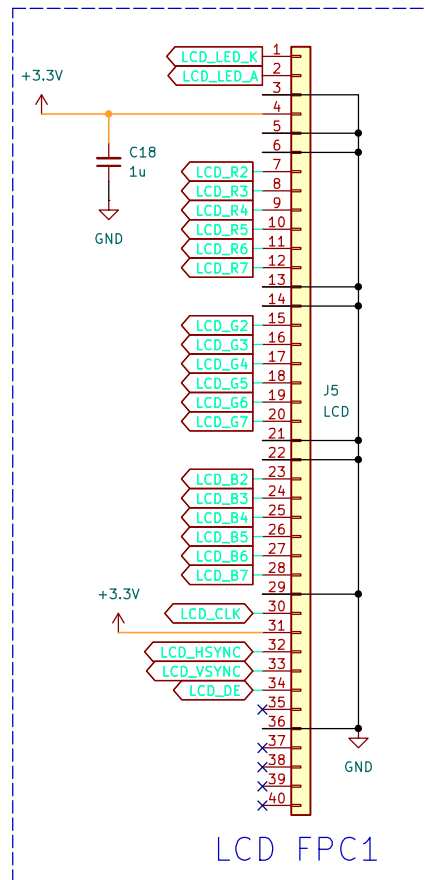 LCD_LED_K 1
LCD_LED_A 2
+3.3V
3
4
C18
1u
5
6
GND
LCD_R2 7
LCD_R3 8
LCD_R4 9
LCD_R5 10
LCD_R6 11
LCD_R7 12
13
14
LCD_G2 15
LCD_G3 16
LCD_G4 17
LCD_G5 18
LCD_G6 19
LCD_G7 20
J5
LCD
21
22
LCD_B2 23
LCD_B3 24
LCD_B4 25
LCD_B5 26
LCD_B6 27
LCD_B7 28
+3.3V
29
LCD_CLK 30
31
LCD_HSYNC 32
LCD_VSYNC 33
LCD_DE 34
35
36
37
38
39
40
GND
LCD FPC1